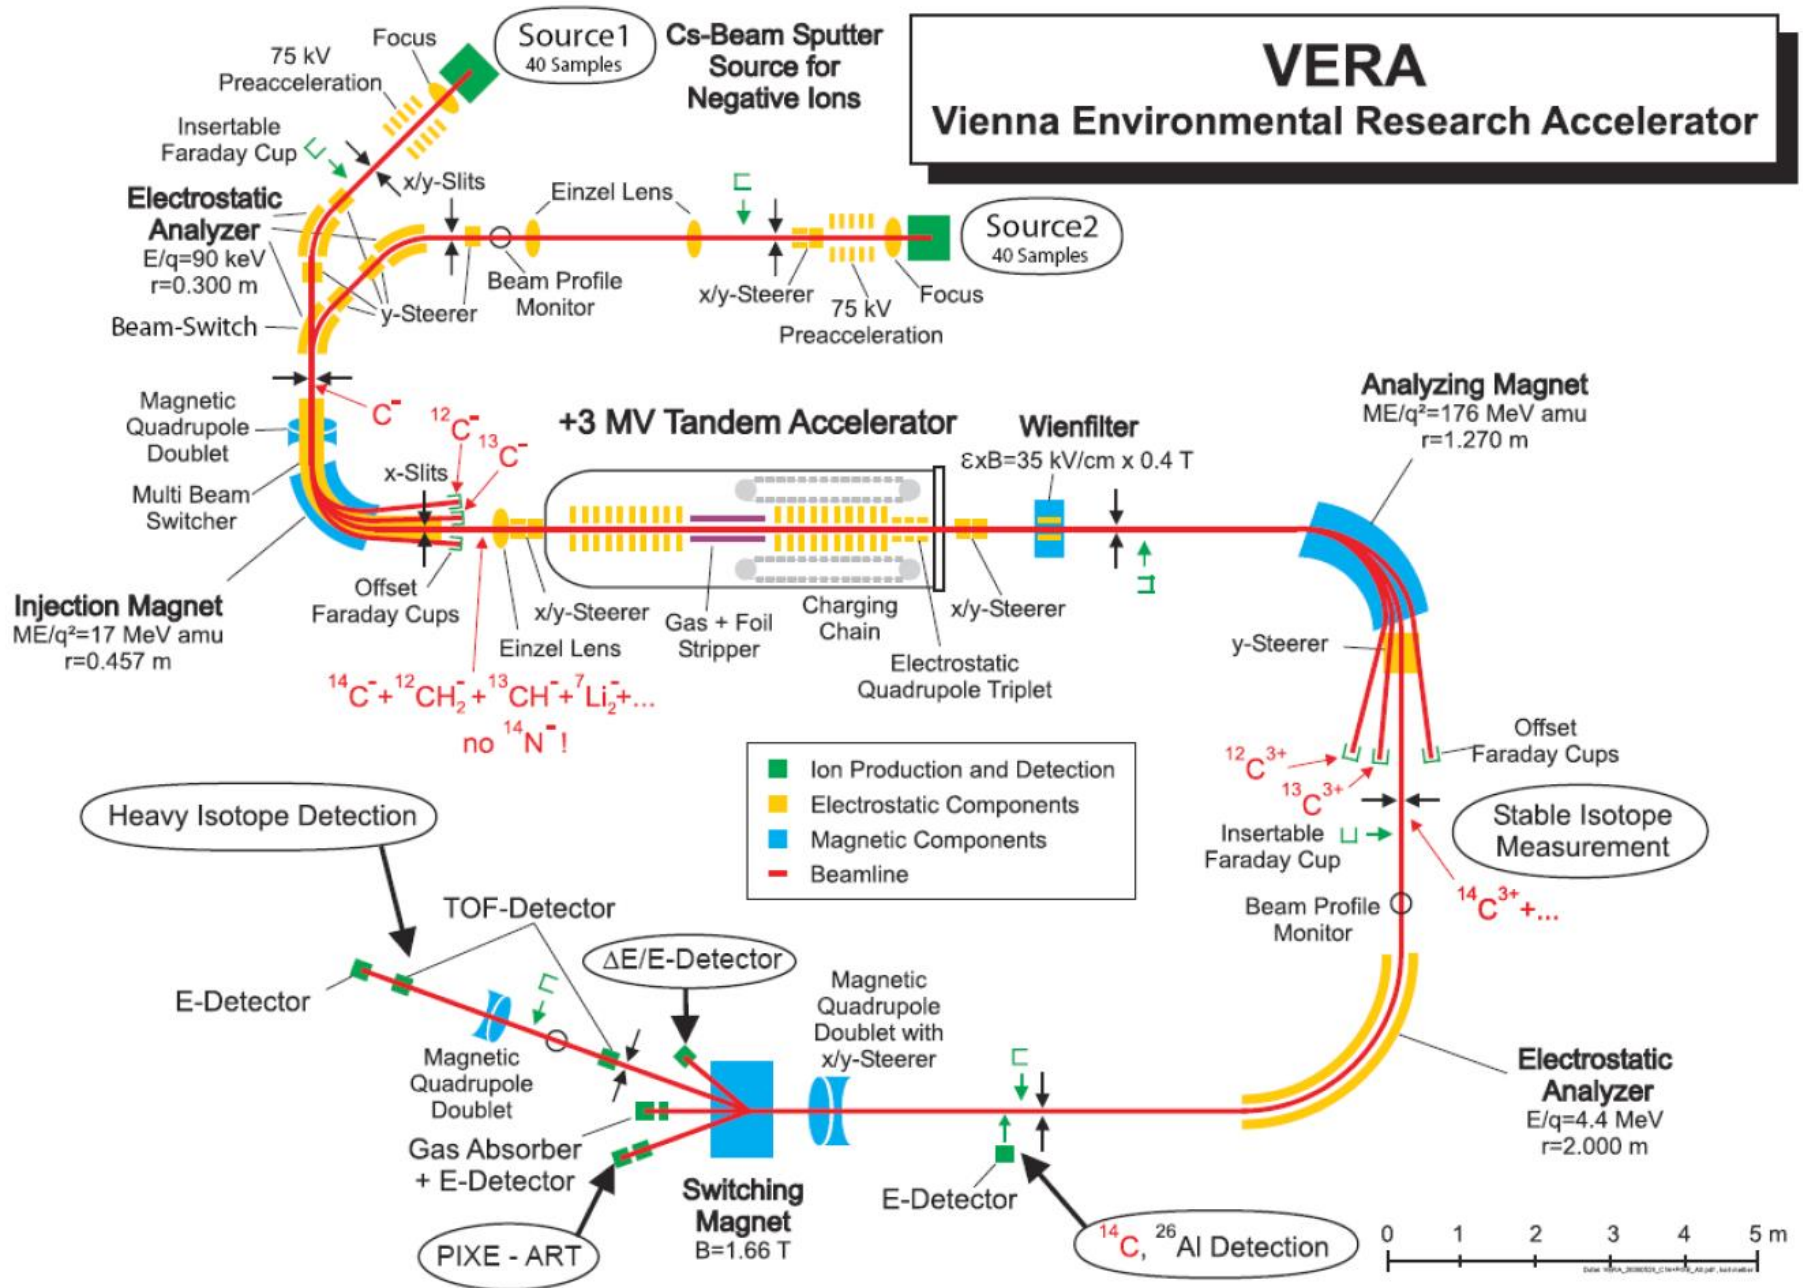 VERA
Vienna Environmental Research Accelerator
Source1
40 Samples
Cs-Beam Sputter
Source for
Negative Ions
Focus
75 kV
Preacceleration
Insertable
Faraday Cup
x/y-Slits
Electrostatic
Analyzer
E/q=90 keV
r=0.300 m
Beam-Switch
y-Steerer
Einzel Lens
Beam Profile
Monitor
x/y-Steerer
75 kV
Preacceleration
Focus
Source2
40 Samples
Magnetic
Quadrupole
Doublet
C⁻
¹²C⁻
¹³C⁻
x-Slits
Multi Beam
Switcher
Injection Magnet
ME/q²=17 MeV amu
r=0.457 m
Offset
Faraday Cups
x/y-Steerer
Einzel Lens
¹⁴C⁻+¹²CH₂⁻+¹³CH⁻+⁷Li₂⁻+...
no ¹⁴N⁻!
+3 MV Tandem Accelerator
Gas + Foil
Stripper
Charging
Chain
Electrostatic
Quadrupole Triplet
x/y-Steerer
Wienfilter
ƐxB=35 kV/cm x 0.4 T
Analyzing Magnet
ME/q²=176 MeV amu
r=1.270 m
y-Steerer
Offset
Faraday Cups
¹²C³⁺
¹³C³⁺
Insertable
Faraday Cup
Stable Isotope
Measurement
¹⁴C³⁺+...
Beam Profile
Monitor
Ion Production and Detection
Electrostatic Components
Magnetic Components
Beamline
Electrostatic
Analyzer
E/q=4.4 MeV
r=2.000 m
Heavy Isotope Detection
TOF-Detector
E-Detector
ΔE/E-Detector
Magnetic
Quadrupole
Doublet with
x/y-Steerer
Magnetic
Quadrupole
Doublet
Gas Absorber
+ E-Detector
PIXE - ART
Switching
Magnet
B=1.66 T
E-Detector
¹⁴C, ²⁶Al Detection
0 1 2 3 4 5 m